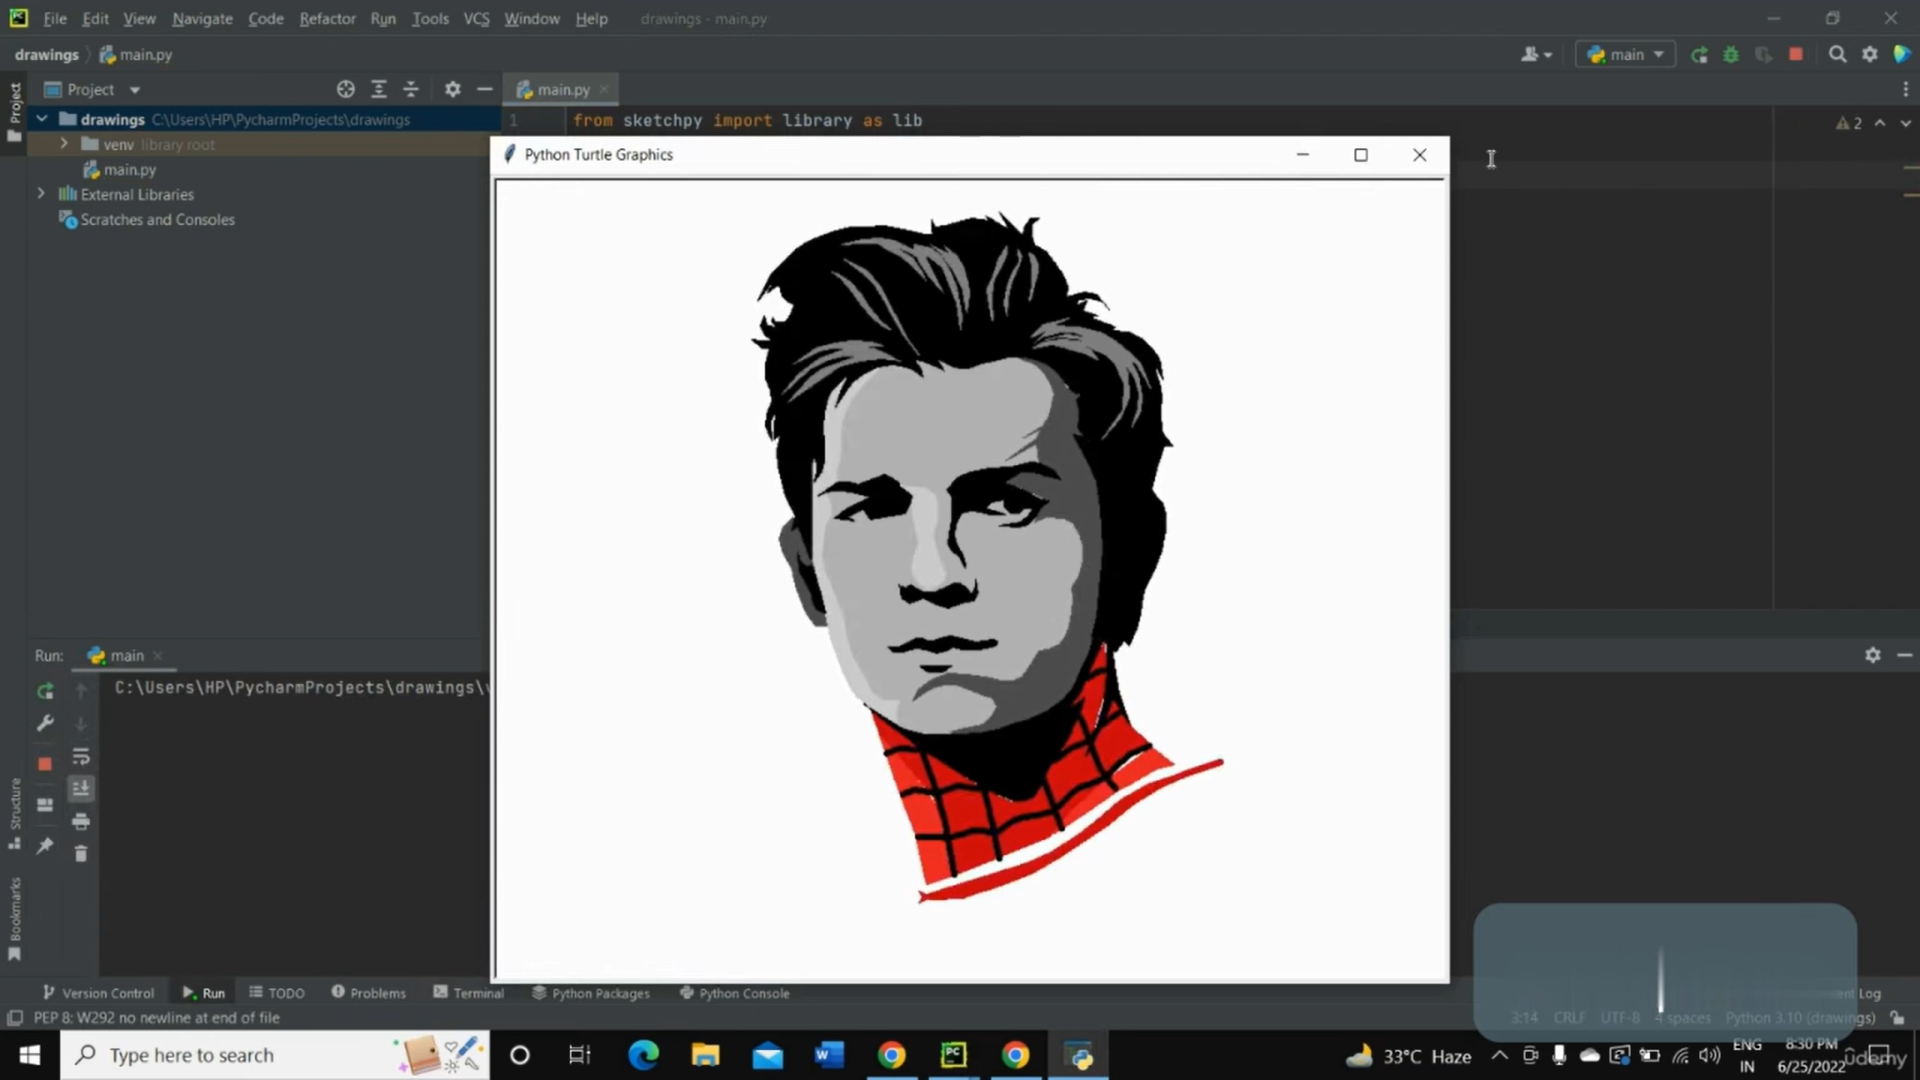 File Edit View Navigate Code Refactor Run Tools VCS Window Help drawings - main.py
drawings main.py main
Project main.py
drawings C:\Users\HP\PycharmProjects\drawings
1 from sketchpy import library as lib
2
venv library root
Python Turtle Graphics
main.py
External Libraries
Scratches and Consoles
Project
Run: main
C:\Users\HP\PycharmProjects\drawings\
Structure
Bookmarks
Version Control Run TODO Problems Terminal Python Packages Python Console Log
PEP 8: W292 no newline at end of file 3:14 CRLF UTF-8 4 spaces Python 3.10 (drawings)
Type here to search
PC
33°C Haze
ENG
IN
8:30 PM
6/25/2022
ûdemy